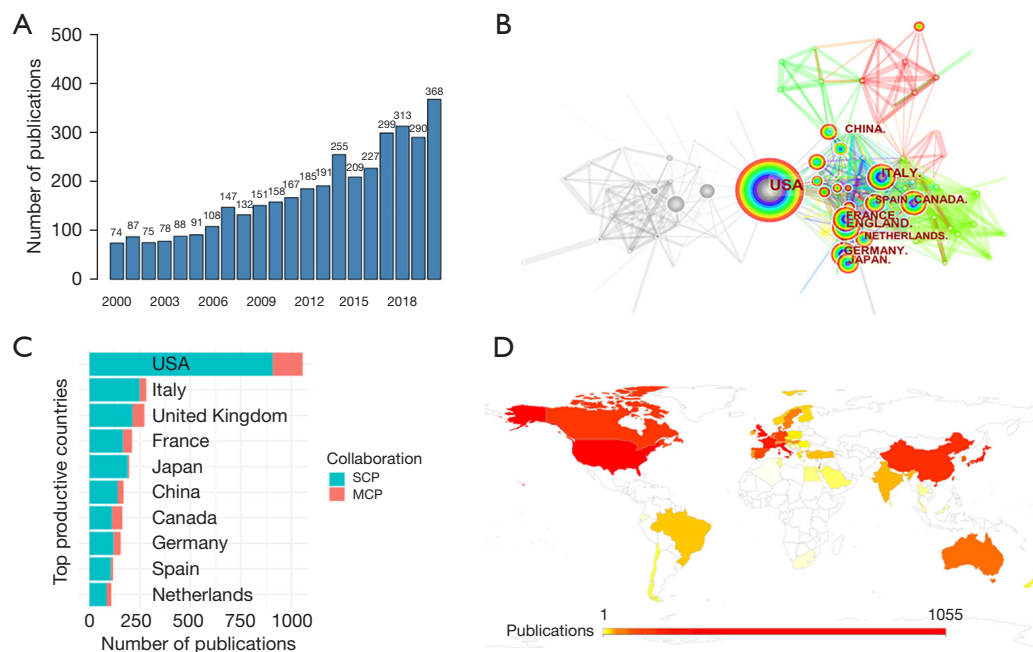 A
Number of publications
500
400
300
200
100
0
74 87 75 78 88 91 108 147 132 151 158 167 185 191 255 209 227 299 313 290 368
2000 2003 2006 2009 2012 2015 2018
B
CHINA.
USA
ITALY.
SPAIN.
CANADA.
FRANCE.
ENGLAND.
NETHERLANDS.
GERMANY.
JAPAN.
C
Top productive countries
USA
Italy
United Kingdom
France
Japan
China
Canada
Germany
Spain
Netherlands
0 250 500 750 1000
Number of publications
Collaboration
SCP
MCP
D
1 1055
Publications